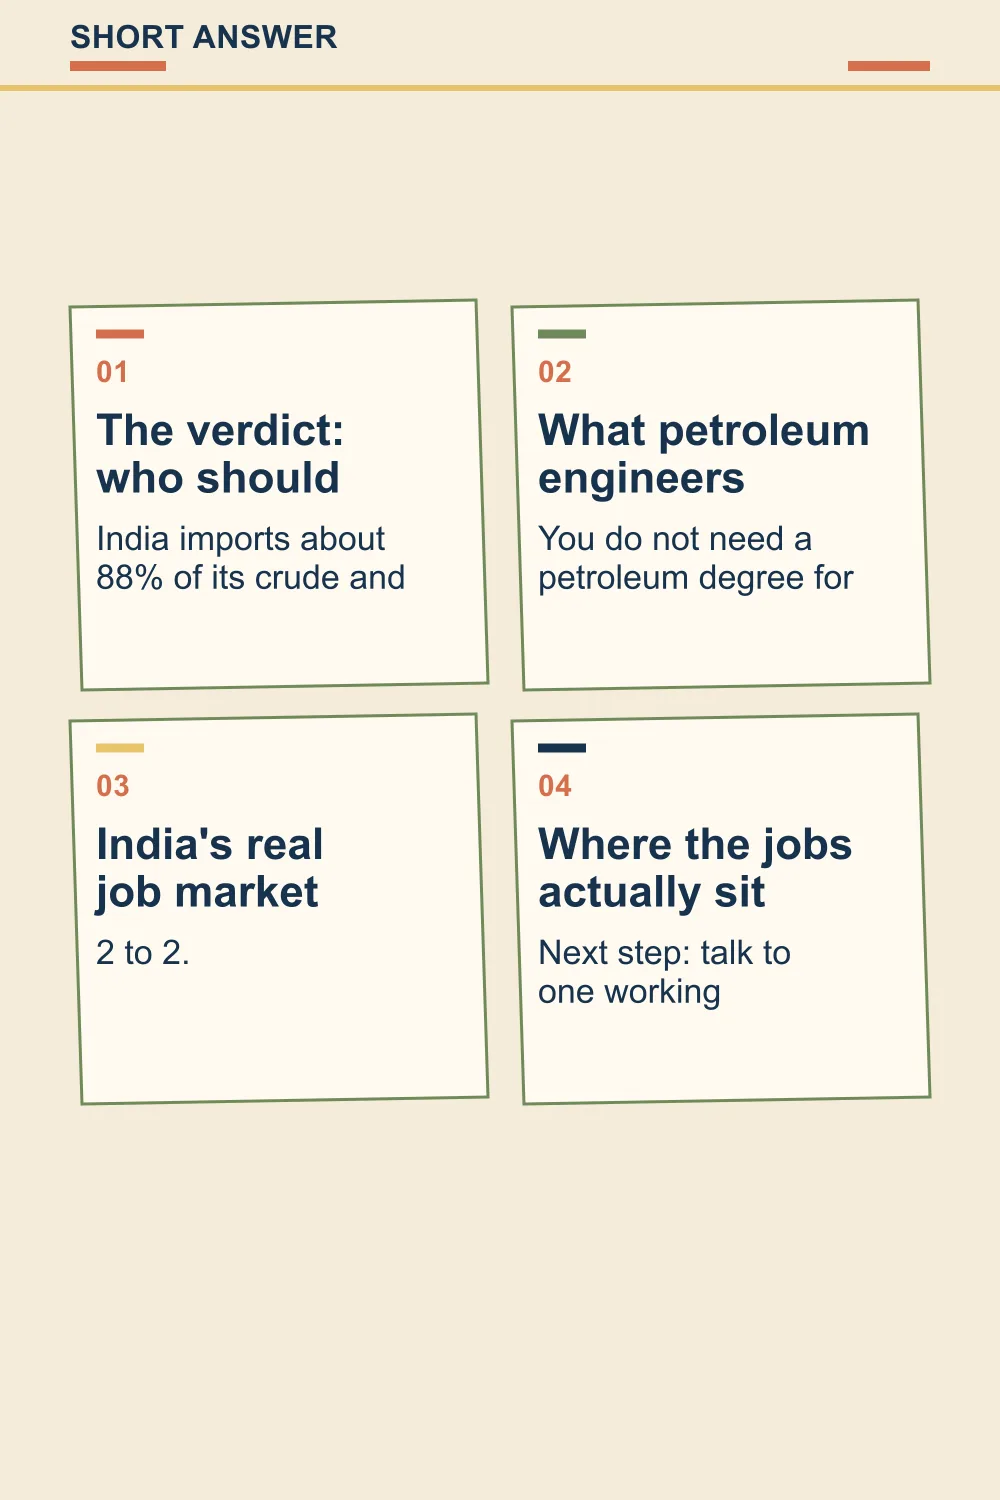 SHORT ANSWER
01
The verdict:
who should
India imports about
88% of its crude and
02
What petroleum
engineers
You do not need a
petroleum degree for
03
India's real
job market
2 to 2.
04
Where the jobs
actually sit
Next step: talk to
one working